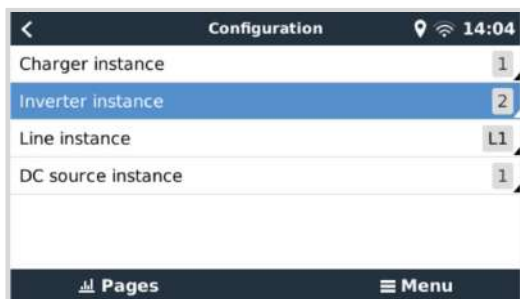 Configuration 14:04
Charger instance 1
Inverter instance 2
Line instance L1
DC source instance 1
Pages Menu